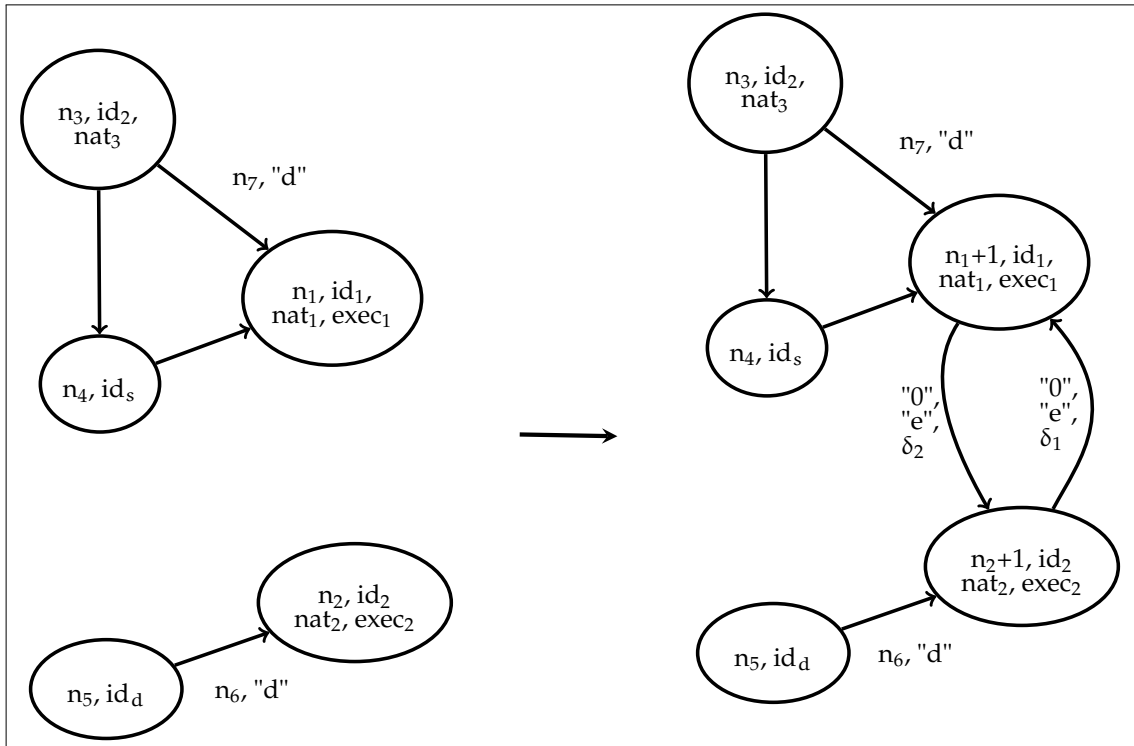 n₃, id₂,
nat₃
n₇, "d"
n₁, id₁,
nat₁, exec₁
n₄, idₛ
n₂, id₂
nat₂, exec₂
n₅, id_d
n₆, "d"
n₃, id₂,
nat₃
n₇, "d"
n₁+1, id₁,
nat₁, exec₁
n₄, idₛ
"0",
"e",
δ₂
"0",
"e",
δ₁
n₂+1, id₂
nat₂, exec₂
n₅, id_d
n₆, "d"